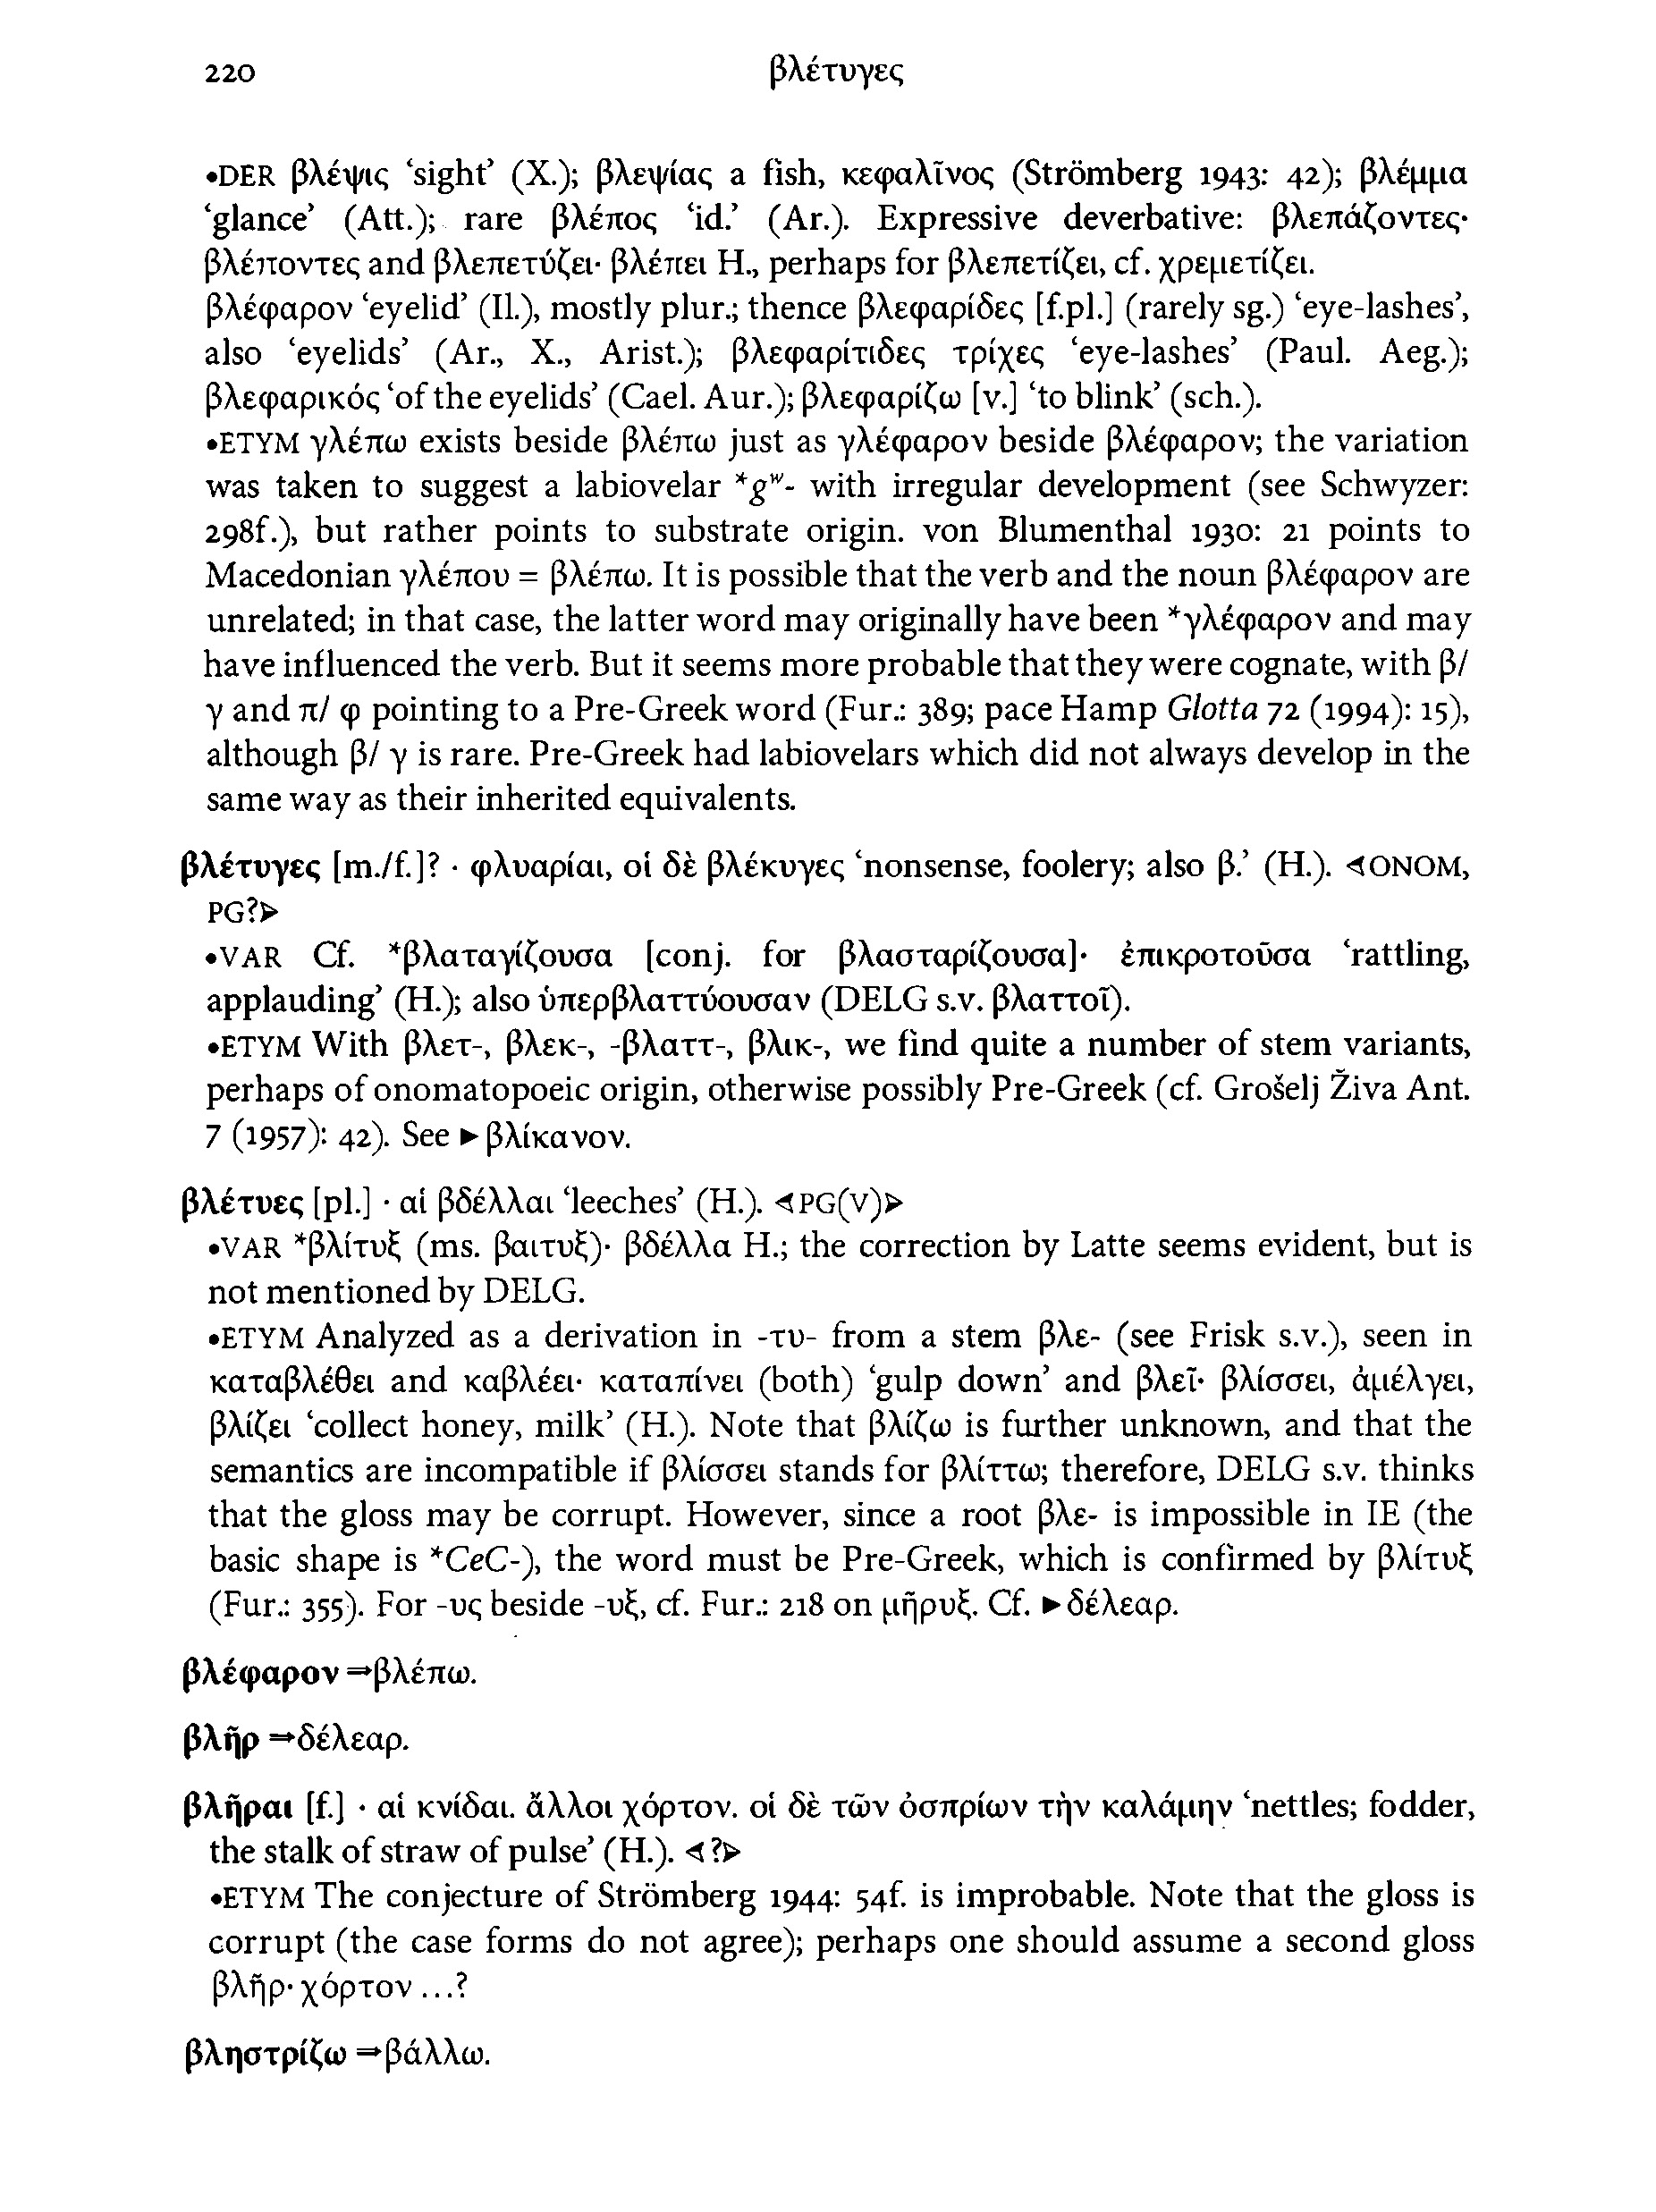 220 βλέτυγες
•DER βλέψις ‘sight’ (X.); βλεψίας a fish, κεφαλῖνος (Strömberg 1943: 42); βλέμμα
‘glance’ (Att.); rare βλέπος ‘id.’ (Ar.). Expressive deverbative: βλεπάζοντες·
βλέποντες and βλεπετύζει· βλέπει H., perhaps for βλεπετίζει, cf. χρεμετίζει.
βλέφαρον ‘eyelid’ (Il.), mostly plur.; thence βλεφαρίδες [f.pl.] (rarely sg.) ‘eye-lashes’,
also ‘eyelids’ (Ar., X., Arist.); βλεφαρίτιδες τρίχες ‘eye-lashes’ (Paul. Aeg.);
βλεφαρικός ‘of the eyelids’ (Cael. Aur.); βλεφαρίζω [v.] ‘to blink’ (sch.).
•ETYM γλέπω exists beside βλέπω just as γλέφαρον beside βλέφαρον; the variation
was taken to suggest a labiovelar *gʷ- with irregular development (see Schwyzer:
298f.), but rather points to substrate origin. von Blumenthal 1930: 21 points to
Macedonian γλέπου = βλέπω. It is possible that the verb and the noun βλέφαρον are
unrelated; in that case, the latter word may originally have been *γλέφαρον and may
have influenced the verb. But it seems more probable that they were cognate, with β/
γ and π/ φ pointing to a Pre-Greek word (Fur.: 389; pace Hamp Glotta 72 (1994): 15),
although β/ γ is rare. Pre-Greek had labiovelars which did not always develop in the
same way as their inherited equivalents.
βλέτυγες [m./f.]? · φλυαρίαι, οἱ δὲ βλέκυγες ‘nonsense, foolery; also β.’ (H.). ◁ONOM,
PG?▷
•VAR Cf. *βλαταγίζουσα [conj. for βλασταρίζουσα]· ἐπικροτοῦσα ‘rattling,
applauding’ (H.); also ὑπερβλαττύουσαν (DELG s.v. βλαττοῖ).
•ETYM With βλετ-, βλεκ-, -βλαττ-, βλικ-, we find quite a number of stem variants,
perhaps of onomatopoeic origin, otherwise possibly Pre-Greek (cf. Grošelj Živa Ant.
7 (1957): 42). See ►βλίκανον.
βλέτυες [pl.] · αἱ βδέλλαι ‘leeches’ (H.). ◁PG(V)▷
•VAR *βλίτυξ (ms. βαιτυξ)· βδέλλα H.; the correction by Latte seems evident, but is
not mentioned by DELG.
•ETYM Analyzed as a derivation in -τυ- from a stem βλε- (see Frisk s.v.), seen in
καταβλέθει and καβλέει· καταπίνει (both) ‘gulp down’ and βλεῖ· βλίσσει, ἀμέλγει,
βλίζει ‘collect honey, milk’ (H.). Note that βλίζω is further unknown, and that the
semantics are incompatible if βλίσσει stands for βλίττω; therefore, DELG s.v. thinks
that the gloss may be corrupt. However, since a root βλε- is impossible in IE (the
basic shape is *CeC-), the word must be Pre-Greek, which is confirmed by βλίτυξ
(Fur.: 355). For -υς beside -υξ, cf. Fur.: 218 on μῆρυξ. Cf. ►δέλεαρ.
βλέφαρον ⇒βλέπω.
βλῆρ ⇒δέλεαρ.
βλῆραι [f.] · αἱ κνίδαι. ἄλλοι χόρτον. οἱ δὲ τῶν ὀσπρίων τὴν καλάμην ‘nettles; fodder,
the stalk of straw of pulse’ (H.). ◁?▷
•ETYM The conjecture of Strömberg 1944: 54f. is improbable. Note that the gloss is
corrupt (the case forms do not agree); perhaps one should assume a second gloss
βλῆρ· χόρτον ...?
βληστρίζω ⇒βάλλω.